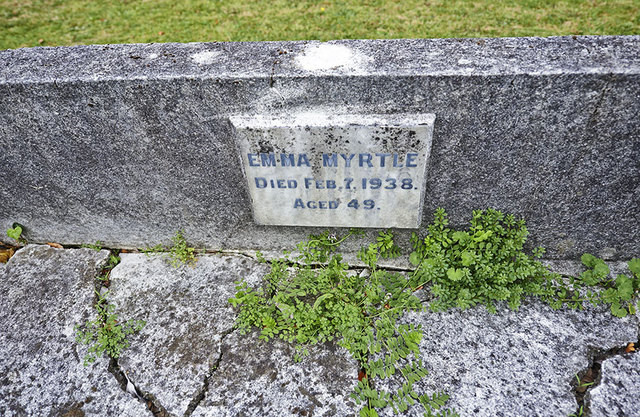 EMMA MYRTLE
DIED FEB. 7. 1938.
AGED 49.